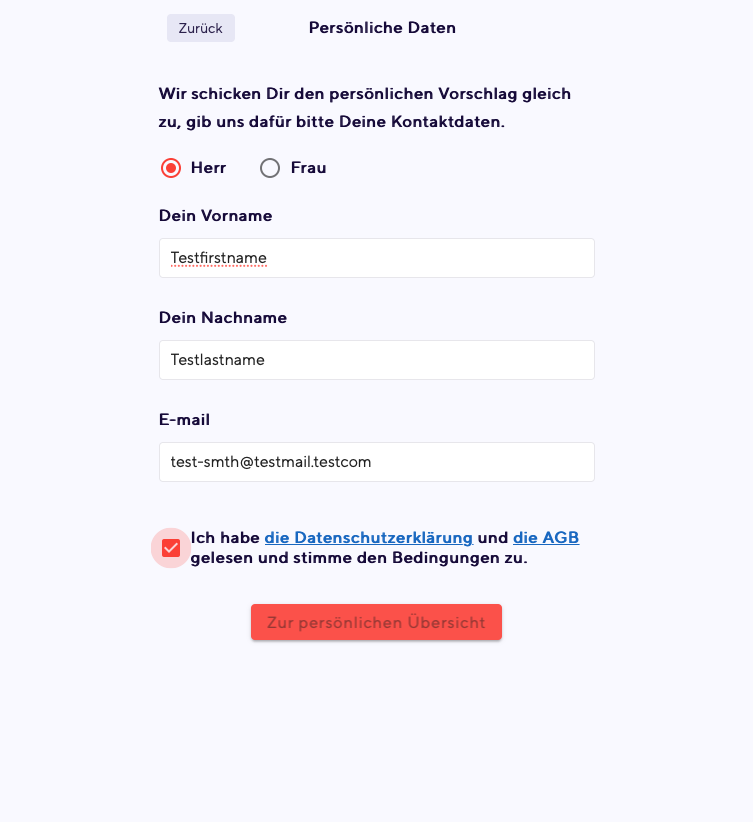 Zurück
Persönliche Daten
Wir schicken Dir den persönlichen Vorschlag gleich
zu, gib uns dafür bitte Deine Kontaktdaten.
Herr
Frau
Dein Vorname
Testfirstname
Dein Nachname
Testlastname
E-mail
test-smth@testmail.testcom
Ich habe die Datenschutzerklärung und die AGB
gelesen und stimme den Bedingungen zu.
Zur persönlichen Übersicht